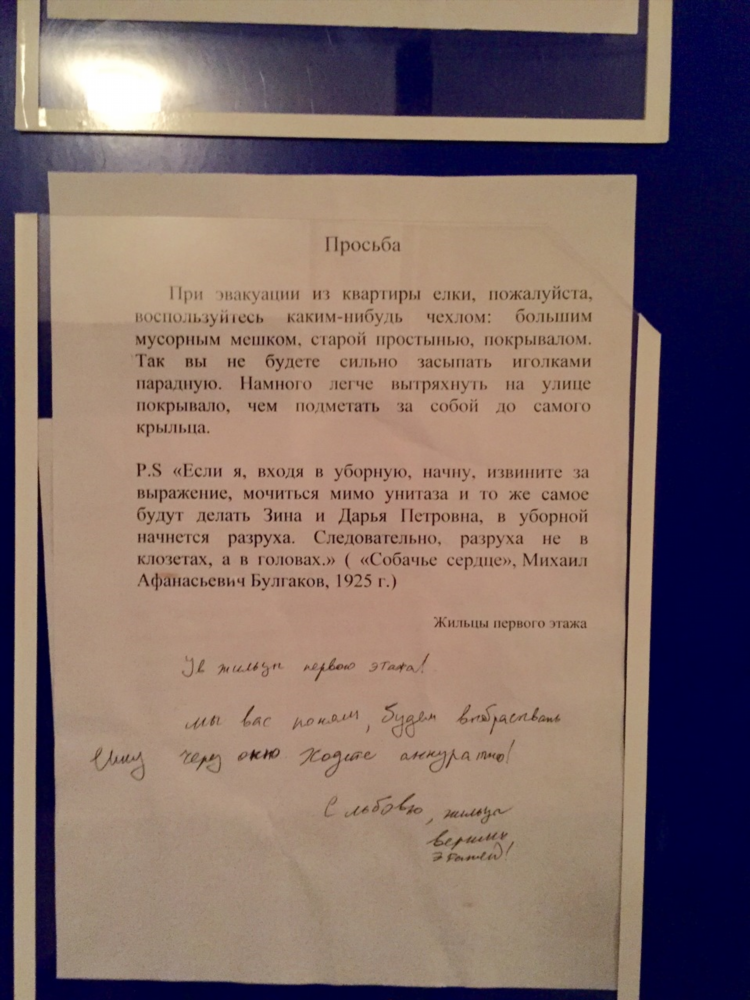 Просьба
При эвакуации из квартиры елки, пожалуйста,
воспользуйтесь каким-нибудь чехлом: большим
мусорным мешком, старой простынью, покрывалом.
Так вы не будете сильно засыпать иголками
парадную. Намного легче вытряхнуть на улице
покрывало, чем подметать за собой до самого
крыльца.
P.S «Если я, входя в уборную, начну, извините за
выражение, мочиться мимо унитаза и то же самое
будут делать Зина и Дарья Петровна, в уборной
начнется разруха. Следовательно, разруха не в
клозетах, а в головах.» ( «Собачье сердце», Михаил
Афанасьевич Булгаков, 1925 г.)
Жильцы первого этажа
Ув жильцы первого этажа!
мы вас поняли, будем выбрасывать
ёлку через окно Ходите аккуратно!
С любовью, жильцы
верхних
этажей!